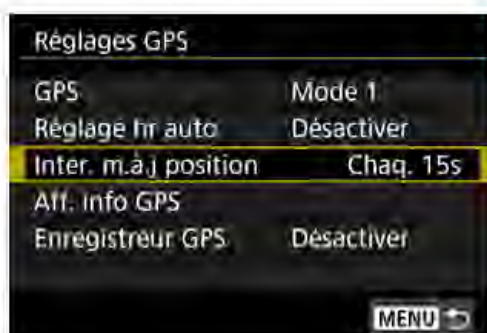 Réglages GPS
GPS Mode 1
Réglage hr auto Désactiver
Inter. m.à.j position Chaq. 15s
Aff. info GPS
Enregistreur GPS Désactiver
MENU